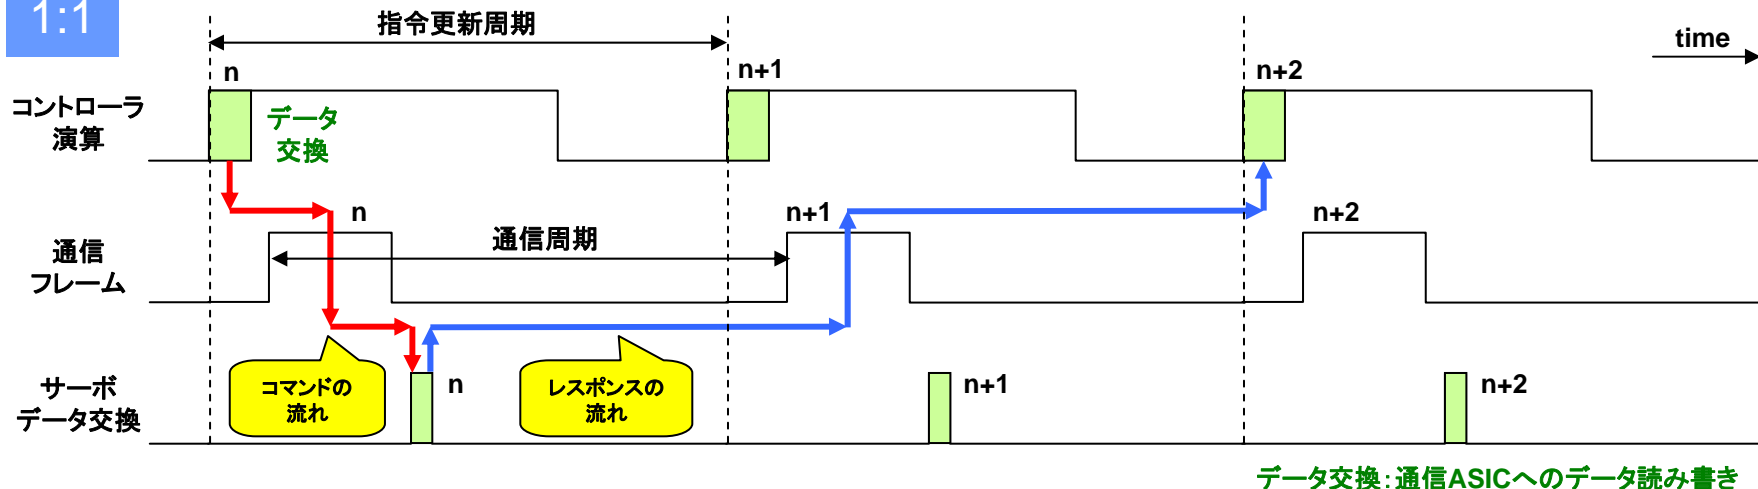 1:1
指令更新周期
time
n
n+1
n+2
コントローラ
演算
データ
交換
n
n+1
n+2
通信周期
通信
フレーム
コマンドの
流れ
レスポンスの
流れ
サーボ
データ交換
n
n+1
n+2
データ交換：通信ASICへのデータ読み書き